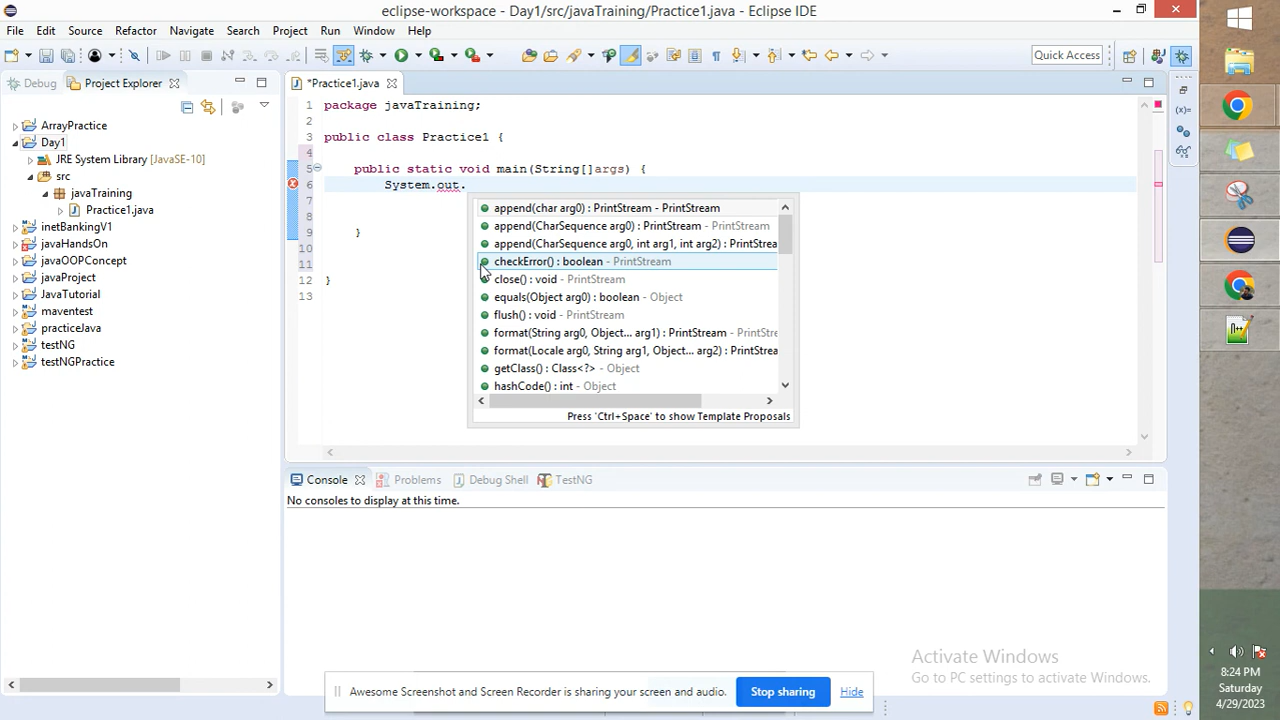 eclipse-workspace - Day1/src/javaTraining/Practice1.java - Eclipse IDE
File Edit Source Refactor Navigate Search Project Run Window Help
Quick Access
Debug Project Explorer
*Practice1.java
ArrayPractice
Day1
JRE System Library [JavaSE-10]
src
javaTraining
Practice1.java
inetBankingV1
javaHandsOn
javaOOPConcept
javaProject
JavaTutorial
maventest
practiceJava
testNG
testNGPractice
1 package javaTraining;
2
3 public class Practice1 {
4
5 public static void main(String[]args) {
6 System.out.
7
8
9 }
10
11
12 }
13
append(char arg0) : PrintStream - PrintStream
append(CharSequence arg0) : PrintStream - PrintStream
append(CharSequence arg0, int arg1, int arg2) : PrintStrea
checkError() : boolean - PrintStream
close() : void - PrintStream
equals(Object arg0) : boolean - Object
flush() : void - PrintStream
format(String arg0, Object... arg1) : PrintStream - PrintStre
format(Locale arg0, String arg1, Object... arg2) : PrintStrea
getClass() : Class<?> - Object
hashCode() : int - Object
Press 'Ctrl+Space' to show Template Proposals
Console Problems Debug Shell TestNG
No consoles to display at this time.
Activate Windows
Go to PC settings to activate Windows.
Awesome Screenshot and Screen Recorder is sharing your screen and audio. Stop sharing Hide
8:24 PM
Saturday
4/29/2023